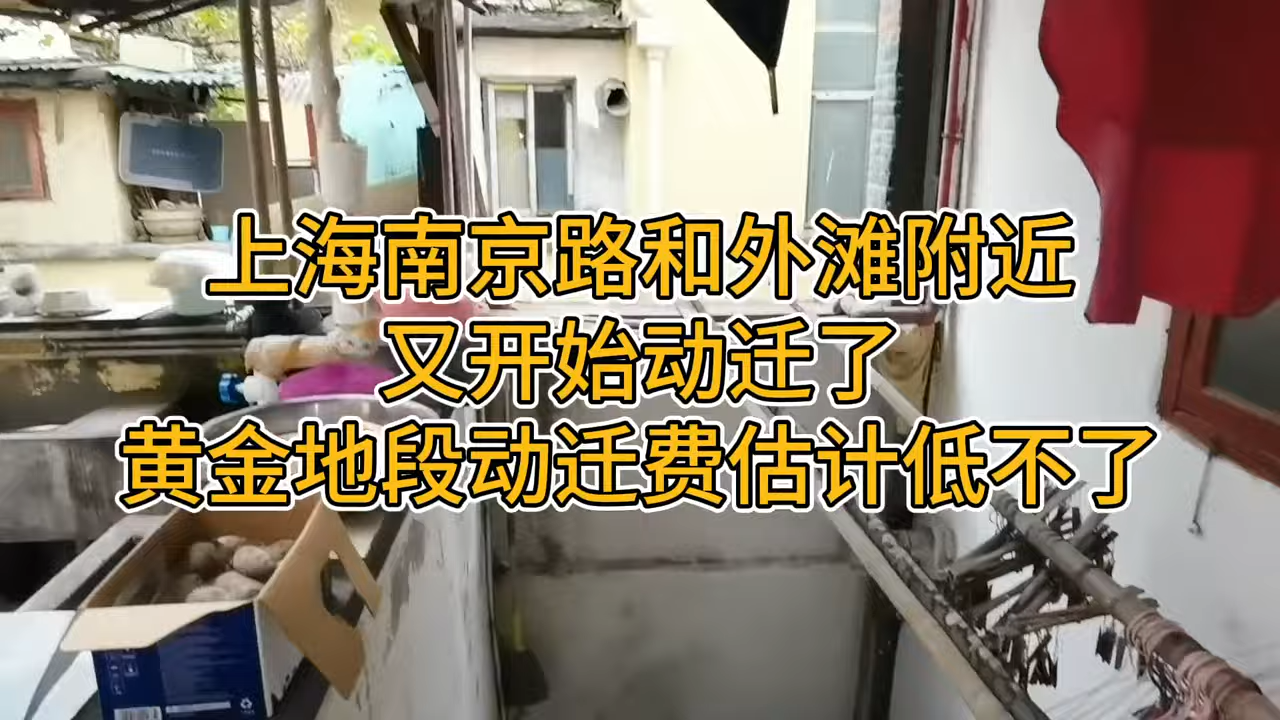 上海南京路和外滩附近
又开始动迁了
黄金地段动迁费估计低不了